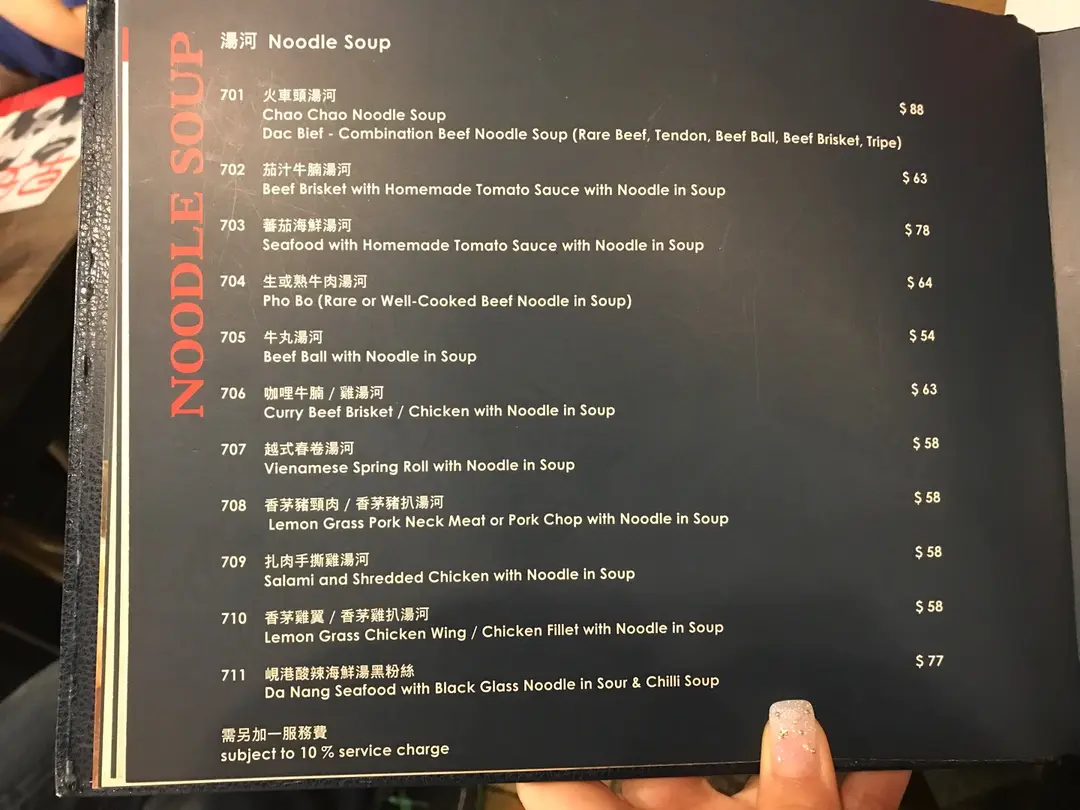 NOODLE SOUP
湯河 Noodle Soup
701 火車頭湯河
Chao Chao Noodle Soup $ 88
Dac Bief - Combination Beef Noodle Soup (Rare Beef, Tendon, Beef Ball, Beef Brisket, Tripe)
702 茄汁牛腩湯河
Beef Brisket with Homemade Tomato Sauce with Noodle in Soup $ 63
703 蕃茄海鮮湯河
Seafood with Homemade Tomato Sauce with Noodle in Soup $ 78
704 生或熟牛肉湯河
Pho Bo (Rare or Well-Cooked Beef Noodle in Soup) $ 64
705 牛丸湯河
Beef Ball with Noodle in Soup $ 54
706 咖哩牛腩 / 雞湯河
Curry Beef Brisket / Chicken with Noodle in Soup $ 63
707 越式春卷湯河
Vienamese Spring Roll with Noodle in Soup $ 58
708 香茅豬頸肉 / 香茅豬扒湯河
Lemon Grass Pork Neck Meat or Pork Chop with Noodle in Soup $ 58
709 扎肉手撕雞湯河
Salami and Shredded Chicken with Noodle in Soup $ 58
710 香茅雞翼 / 香茅雞扒湯河
Lemon Grass Chicken Wing / Chicken Fillet with Noodle in Soup $ 58
711 峴港酸辣海鮮湯黑粉絲
Da Nang Seafood with Black Glass Noodle in Sour & Chilli Soup $ 77
需另加一服務費
subject to 10 % service charge